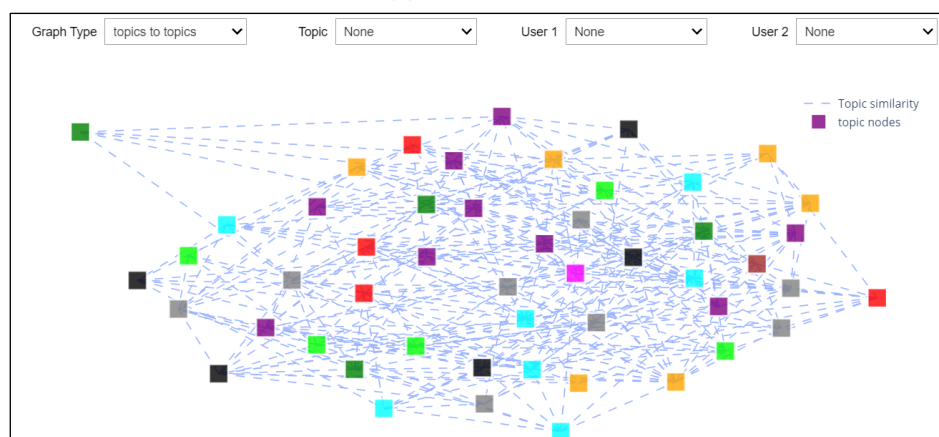 Graph Type topics to topics Topic None User 1 None User 2 None
Topic similarity
topic nodes